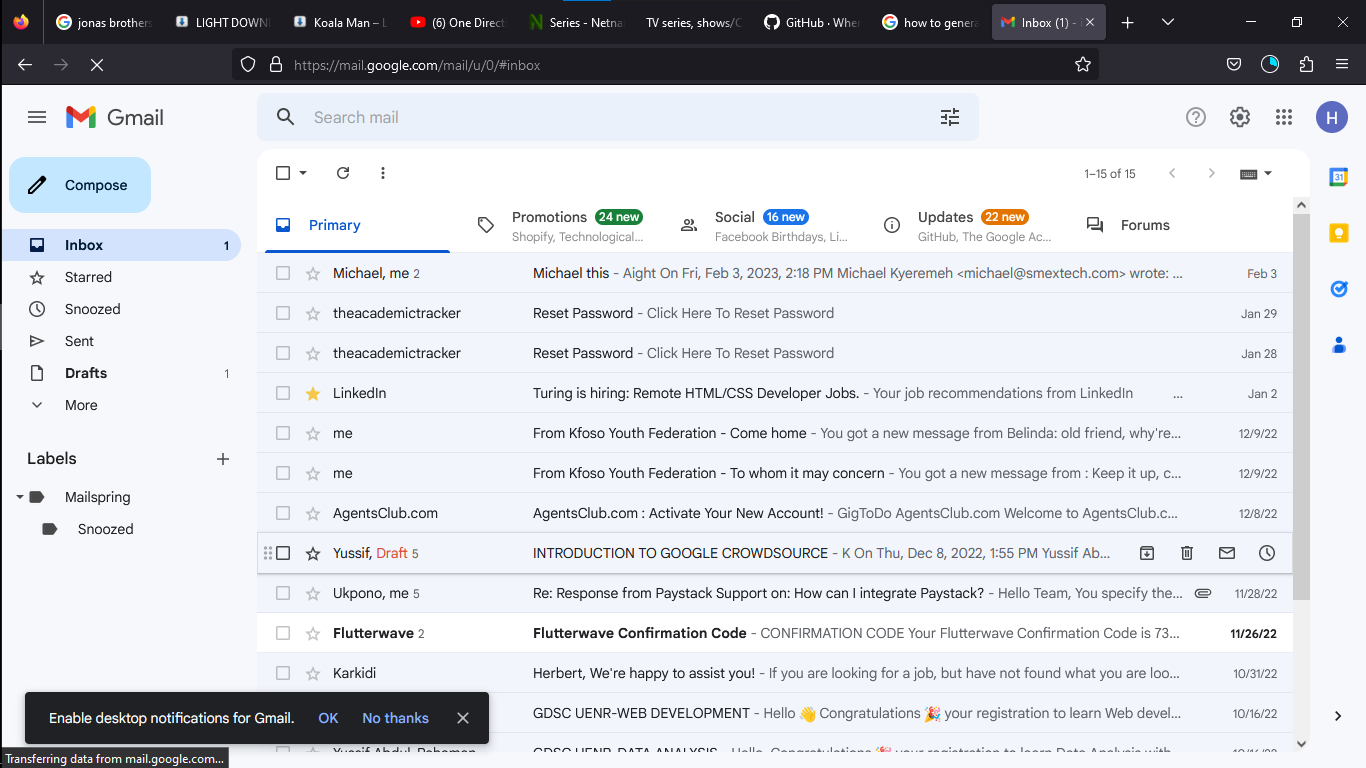 jonas brothers
LIGHT DOWN
Koala Man – L
(6) One Direct
Series - Netna
TV series, shows/C
GitHub · Wher
how to genera
Inbox (1) -
https://mail.google.com/mail/u/0/#inbox
Gmail
Search mail
H
Compose
1–15 of 15
31
Primary
Promotions 24 new
Shopify, Technological...
Social 16 new
Facebook Birthdays, Li...
Updates 22 new
GitHub, The Google Ac...
Forums
Inbox 1
Starred
Snoozed
Sent
Drafts 1
More
Labels
Mailspring
Snoozed
Michael, me 2 Michael this - Aight On Fri, Feb 3, 2023, 2:18 PM Michael Kyeremeh <michael@smextech.com> wrote: ... Feb 3
theacademictracker Reset Password - Click Here To Reset Password Jan 29
theacademictracker Reset Password - Click Here To Reset Password Jan 28
LinkedIn Turing is hiring: Remote HTML/CSS Developer Jobs. - Your job recommendations from LinkedIn ... Jan 2
me From Kfoso Youth Federation - Come home - You got a new message from Belinda: old friend, why're... 12/9/22
me From Kfoso Youth Federation - To whom it may concern - You got a new message from : Keep it up, c... 12/9/22
AgentsClub.com AgentsClub.com : Activate Your New Account! - GigToDo AgentsClub.com Welcome to AgentsClub.c... 12/8/22
Yussif, Draft 5 INTRODUCTION TO GOOGLE CROWDSOURCE - K On Thu, Dec 8, 2022, 1:55 PM Yussif Ab...
Ukpono, me 5 Re: Response from Paystack Support on: How can I integrate Paystack? - Hello Team, You specify the... 11/28/22
Flutterwave 2 Flutterwave Confirmation Code - CONFIRMATION CODE Your Flutterwave Confirmation Code is 73... 11/26/22
Karkidi Herbert, We're happy to assist you! - If you are looking for a job, but have not found what you are loo... 10/31/22
GDSC UENR-WEB DEVELOPMENT - Hello 👋 Congratulations 🎉 your registration to learn Web devel... 10/16/22
Yussif Abdul, Rahaman GDSC UENR-DATA ANALYSIS - Hello, Congratulations 🎉 your registration to learn Data Analysis with 10/16/22
Enable desktop notifications for Gmail. OK No thanks
Transferring data from mail.google.com...